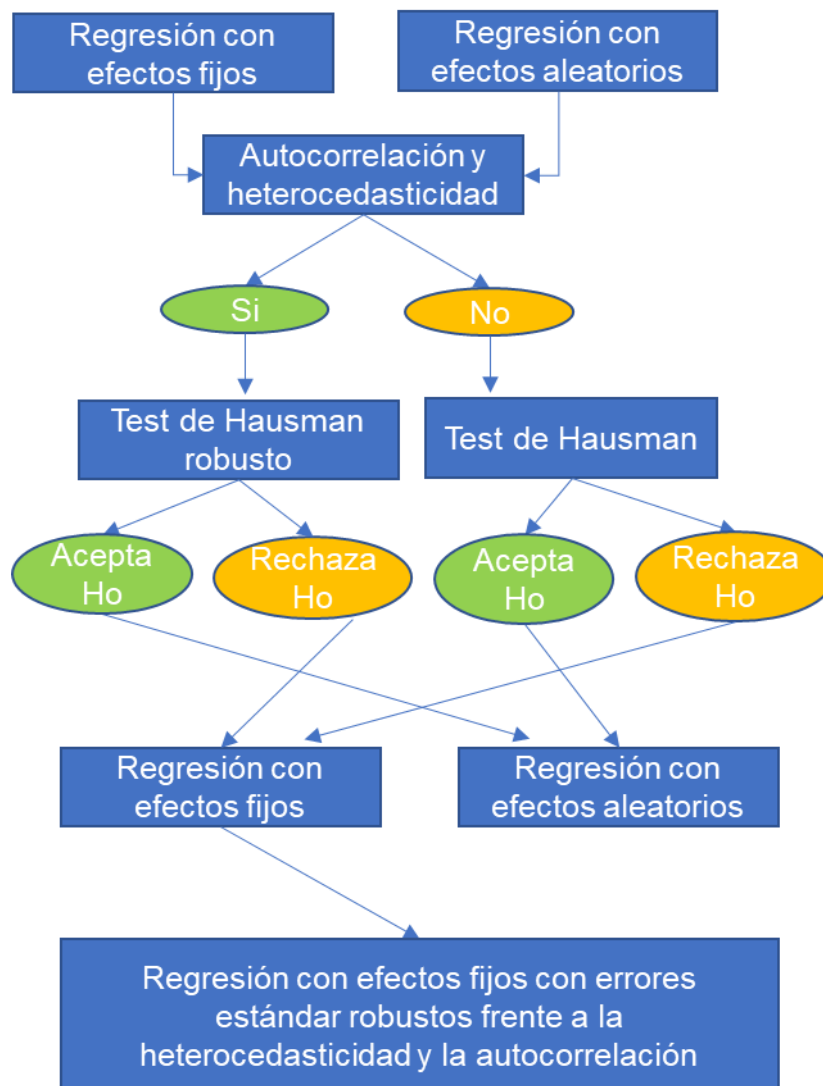 Regresión con
efectos fijos
Regresión con
efectos aleatorios
Autocorrelación y
heterocedasticidad
Si
No
Test de Hausman
robusto
Test de Hausman
Acepta
Ho
Rechaza
Ho
Acepta
Ho
Rechaza
Ho
Regresión con
efectos fijos
Regresión con
efectos aleatorios
Regresión con efectos fijos con errores
estándar robustos frente a la
heterocedasticidad y la autocorrelación